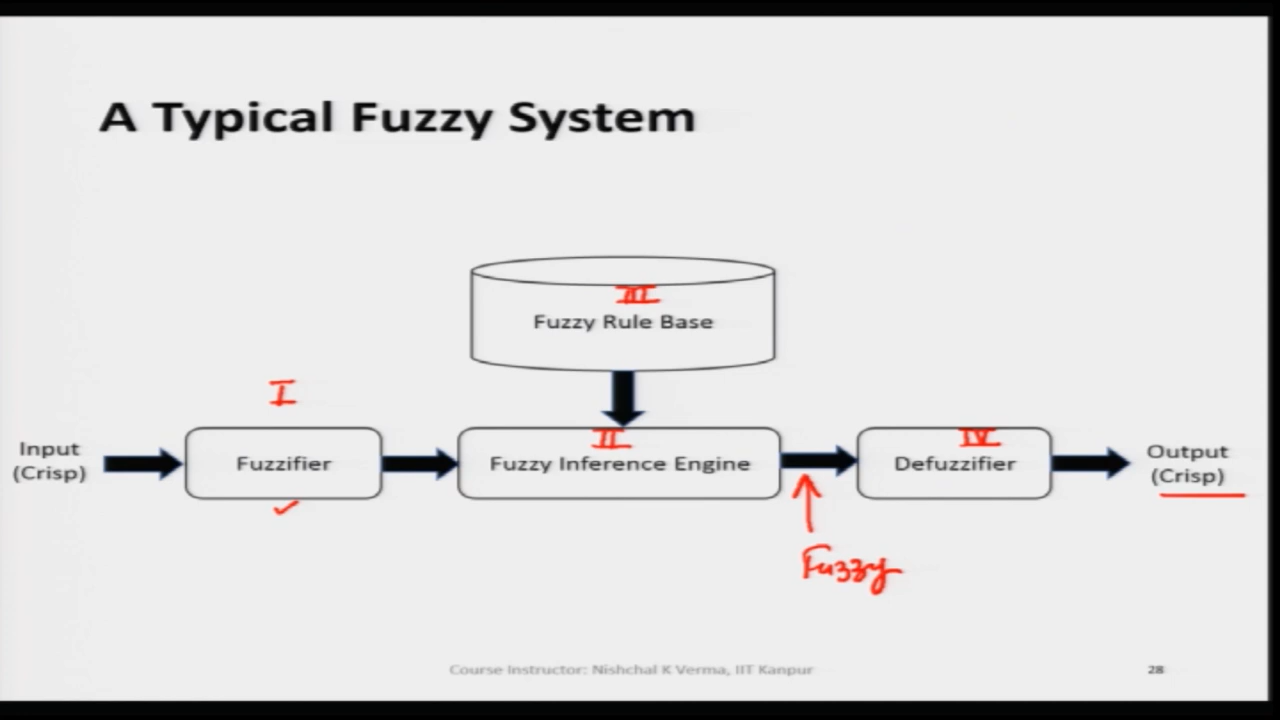 A Typical Fuzzy System
III
Fuzzy Rule Base
I
Input
(Crisp)
Fuzzifier
II
Fuzzy Inference Engine
IV
Defuzzifier
Output
(Crisp)
Fuzzy
Course Instructor: Nishchal K Verma, IIT Kanpur
28